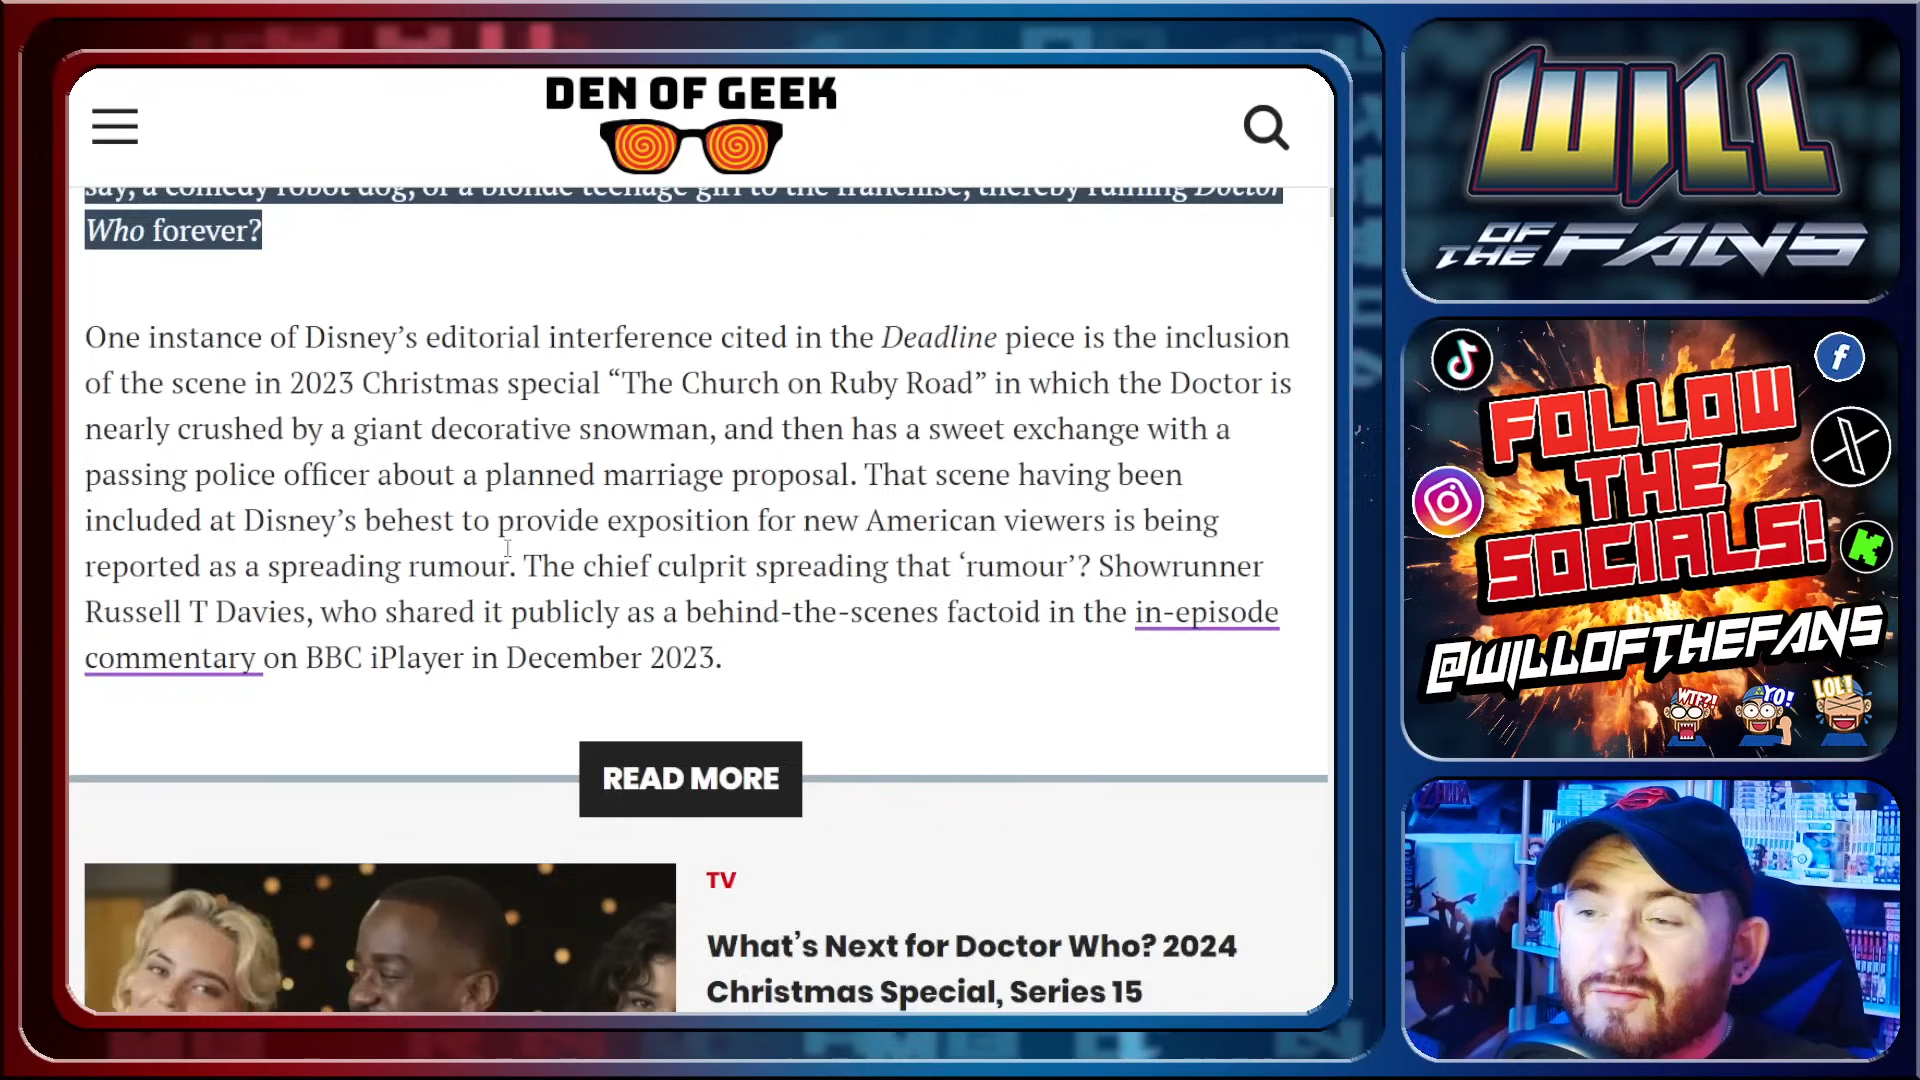 DEN OF GEEK
say, a comedy robot dog, or a blonde teenage girl to the franchise, thereby ruining Doctor
Who forever?
One instance of Disney’s editorial interference cited in the Deadline piece is the inclusion
of the scene in 2023 Christmas special “The Church on Ruby Road” in which the Doctor is
nearly crushed by a giant decorative snowman, and then has a sweet exchange with a
passing police officer about a planned marriage proposal. That scene having been
included at Disney’s behest to provide exposition for new American viewers is being
reported as a spreading rumour. The chief culprit spreading that ‘rumour’? Showrunner
Russell T Davies, who shared it publicly as a behind-the-scenes factoid in the in-episode
commentary on BBC iPlayer in December 2023.
READ MORE
TV
What’s Next for Doctor Who? 2024
Christmas Special, Series 15
WILL
OF THE FANS
FOLLOW
THE
SOCIALS!
@WILLOFTHEFANS
WTF?!
YO!
LOL!